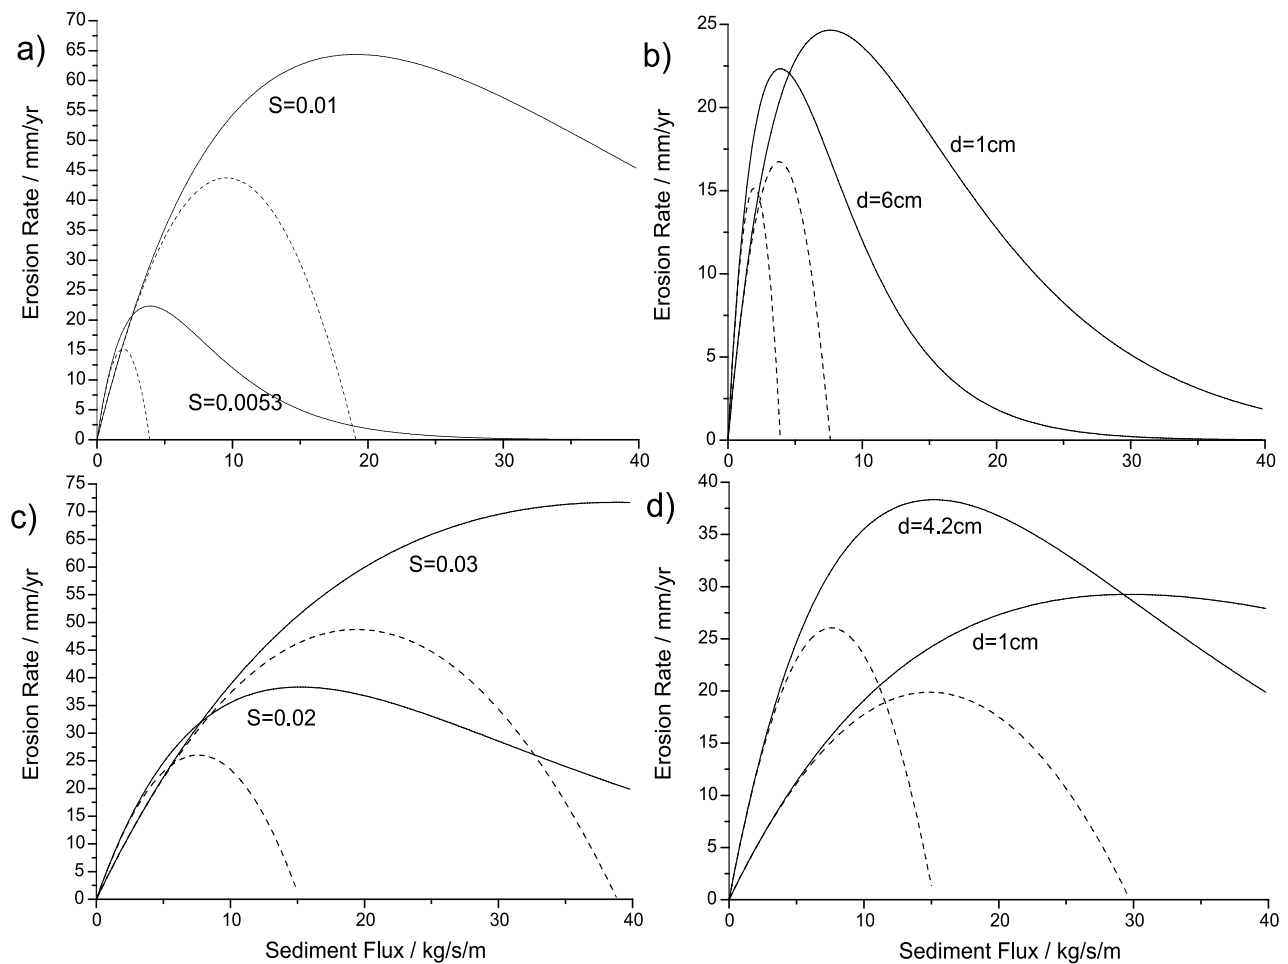 a)
70
65
60
55
50
45
40
35
30
25
20
15
10
5
0
Erosion Rate / mm/yr
S=0.01
S=0.0053
0 10 20 30 40
b)
25
20
15
10
5
0
Erosion Rate / mm/yr
d=1cm
d=6cm
0 10 20 30 40
c)
75
70
65
60
55
50
45
40
35
30
25
20
15
10
5
0
Erosion Rate / mm/yr
S=0.03
S=0.02
0 10 20 30 40
Sediment Flux / kg/s/m
d)
40
35
30
25
20
15
10
5
0
Erosion Rate / mm/yr
d=4.2cm
d=1cm
0 10 20 30 40
Sediment Flux / kg/s/m